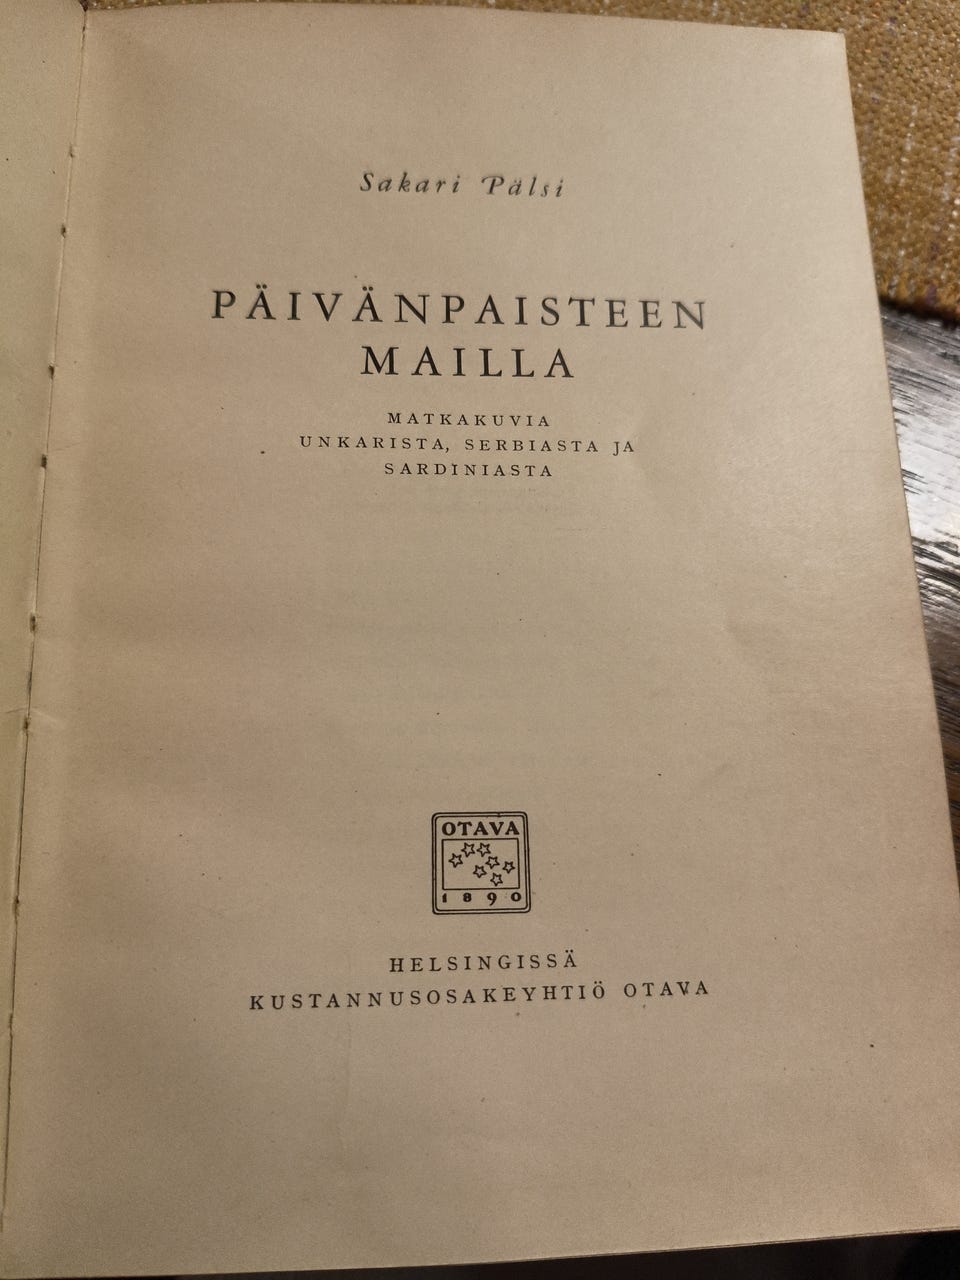 Sakari Pälsi
PÄIVÄNPAISTEEN
MAILLA
MATKAKUVIA
UNKARISTA, SERBIASTA JA
SARDINIASTA
OTAVA
1890
HELSINGISSÄ
KUSTANNUSOSAKEYHTIÖ OTAVA